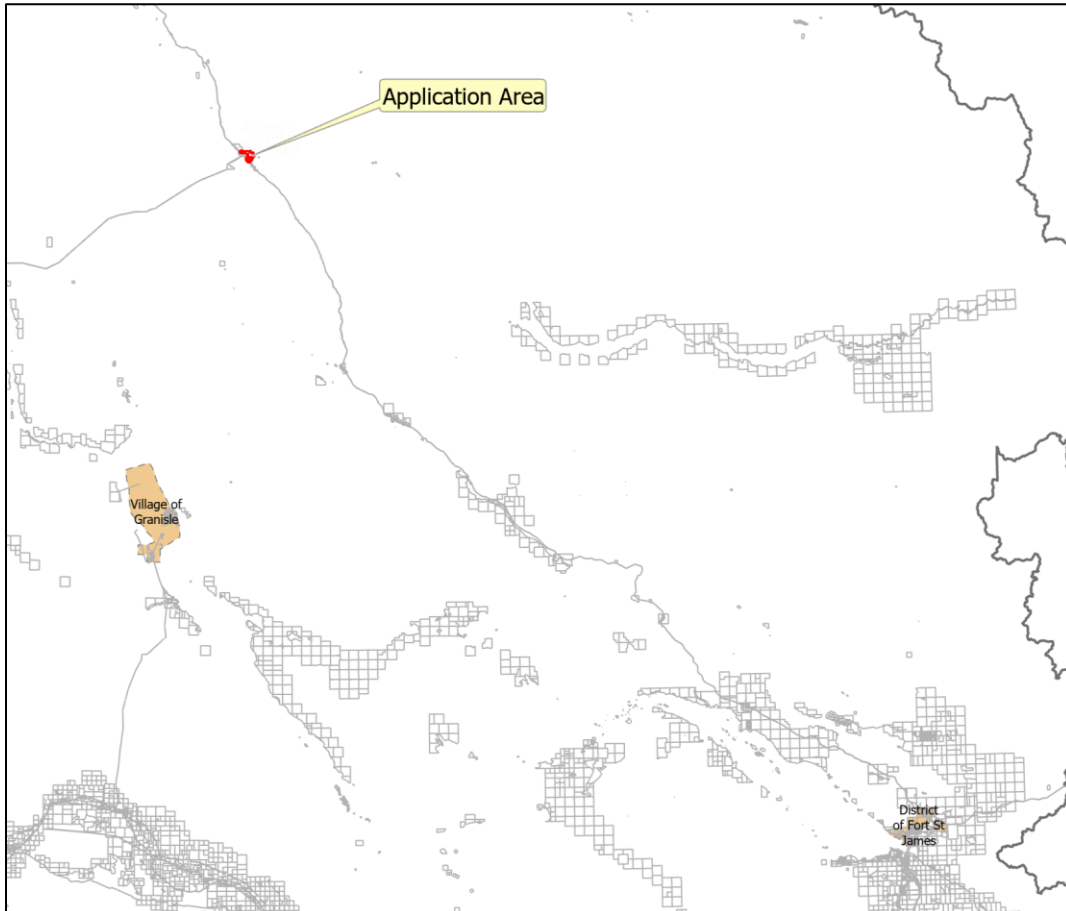 Application Area
Village of
Granisle
District
of Fort St
James